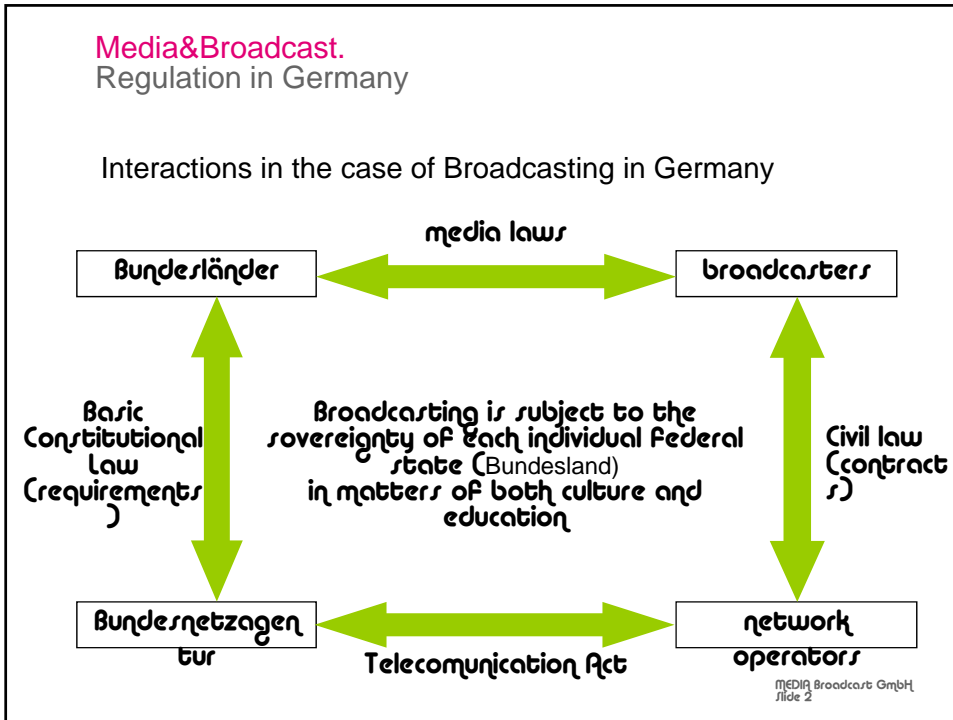 Media&Broadcast.
Regulation in Germany
Interactions in the case of Broadcasting in Germany
media laws
Bundesländer
broadcasters
Basic
Constitutional
Law
(requirements
)
Broadcasting is subject to the
sovereignty of each individual Federal
state (Bundesland)
in matters of both culture and
education
Civil law
(contract
s)
Bundesnetzagen
tur
network
operators
Telecomunication Act
MEDIA Broadcast GmbH
Slide 2